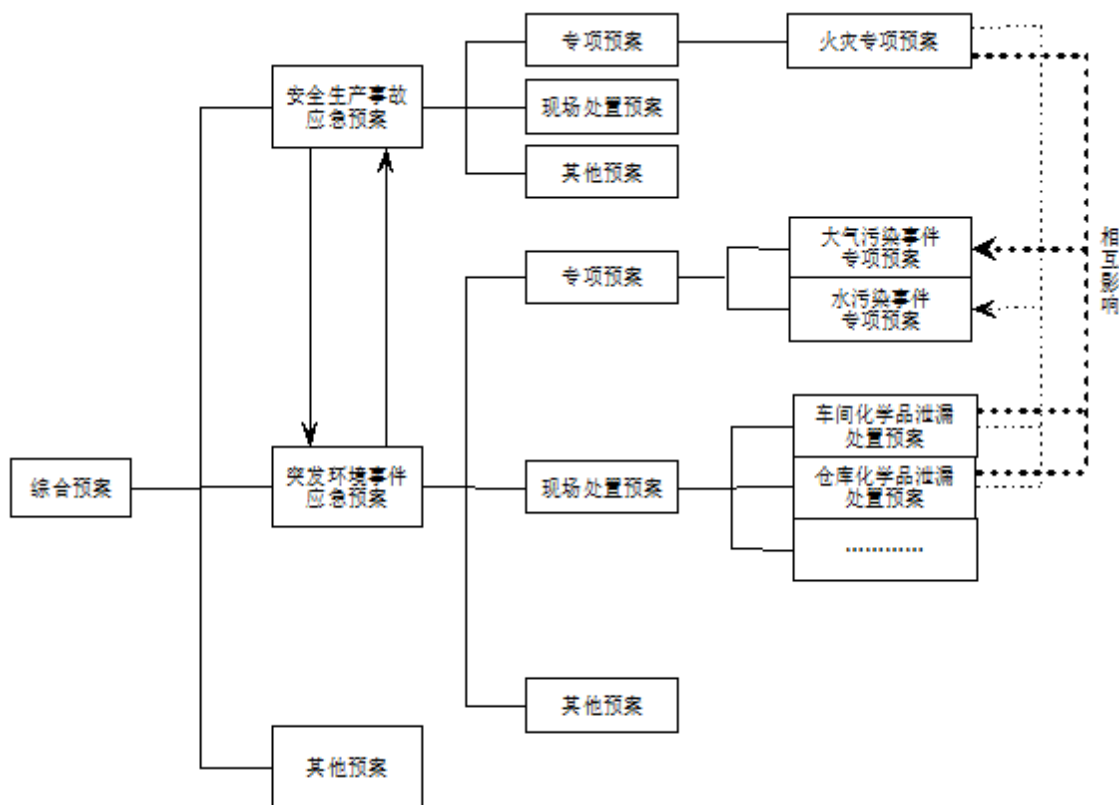 专项预案
火灾专项预案
安全生产事故
应急预案
现场处置预案
其他预案
大气污染事件
专项预案
专项预案
水污染事件
专项预案
相互影响
车间化学品泄漏
处置预案
综合预案
突发环境事件
应急预案
现场处置预案
仓库化学品泄漏
处置预案
…………
其他预案
其他预案